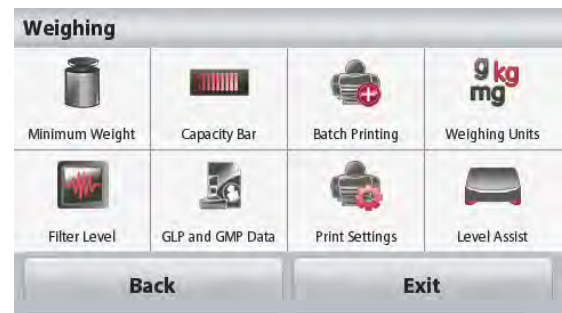 Weighing
g kg
mg
Minimum Weight Capacity Bar Batch Printing Weighing Units
Filter Level GLP and GMP Data Print Settings Level Assist
Back Exit